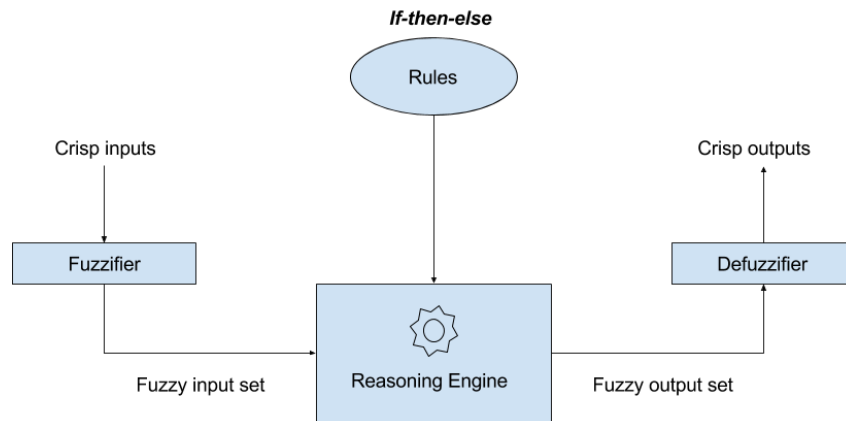 If-then-else
Rules
Crisp inputs
Crisp outputs
Fuzzifier
Defuzzifier
Reasoning Engine
Fuzzy input set
Fuzzy output set